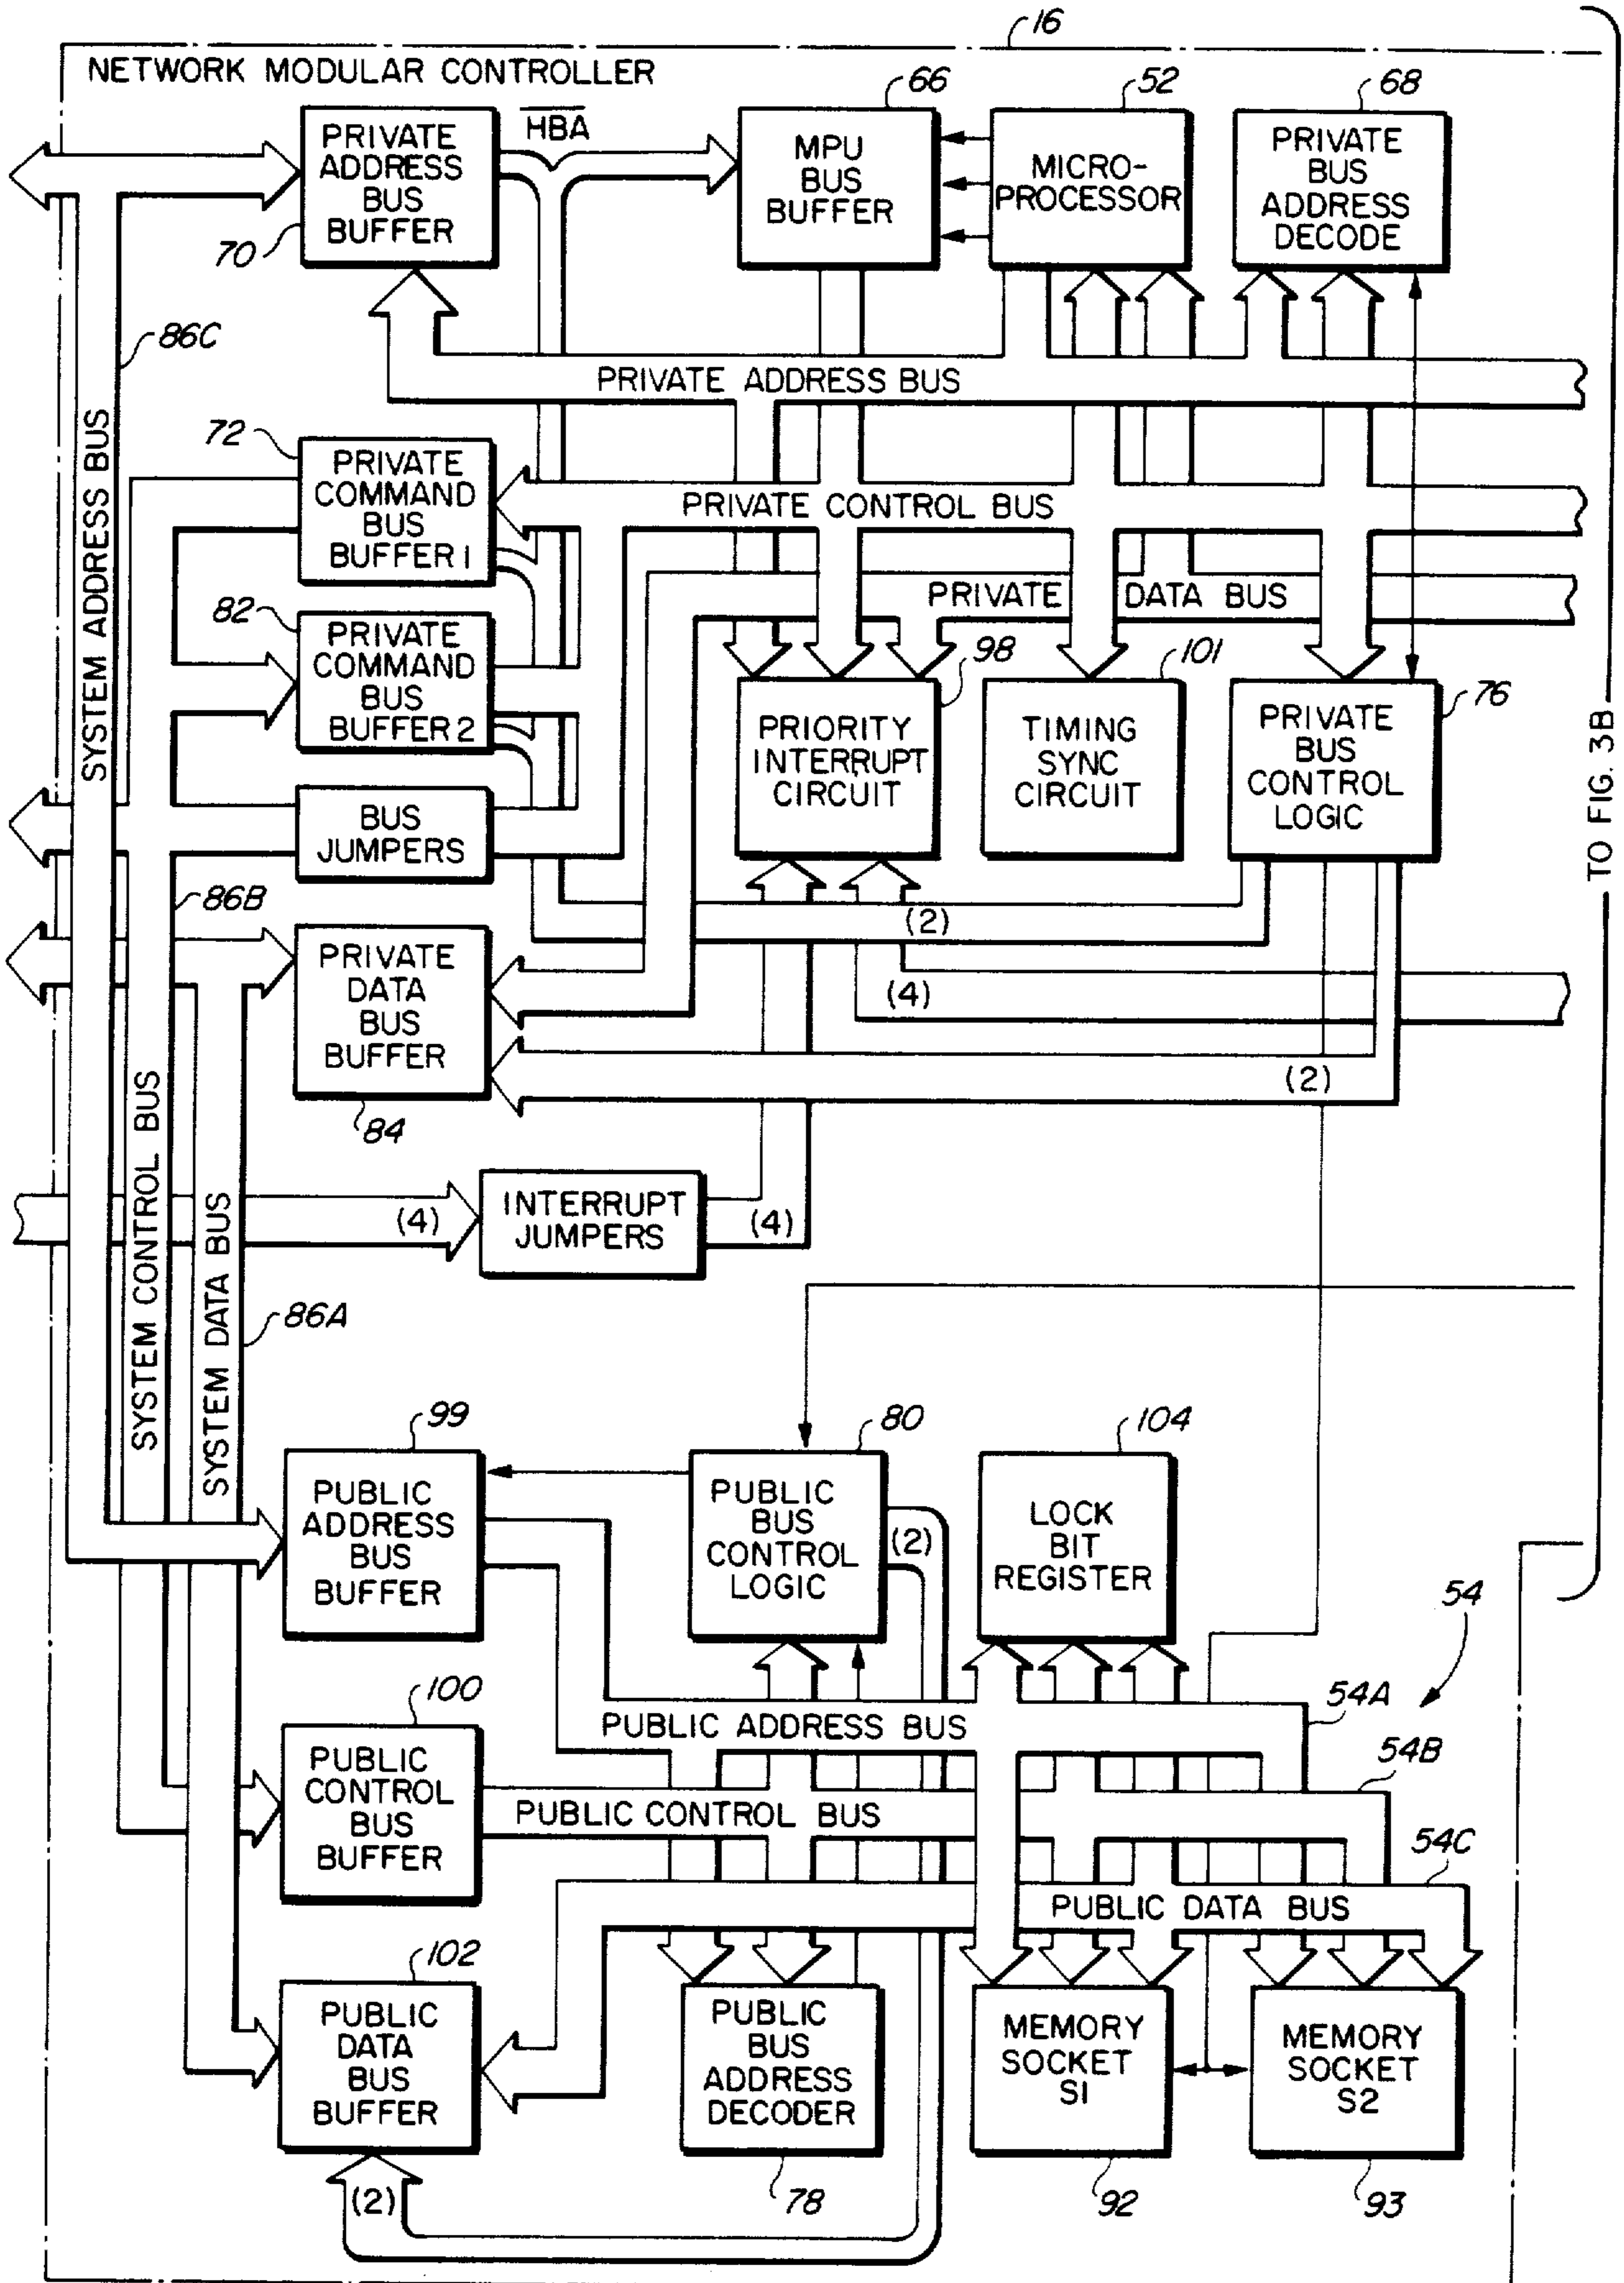 16
NETWORK MODULAR CONTROLLER
66
52
68
PRIVATE
ADDRESS
BUS
BUFFER
70
HBA
MPU
BUS
BUFFER
MICRO-
PROCESSOR
PRIVATE
BUS
ADDRESS
DECODE
86C
PRIVATE ADDRESS BUS
SYSTEM ADDRESS BUS
72
PRIVATE
COMMAND
BUS
BUFFER 1
PRIVATE CONTROL BUS
PRIVATE DATA BUS
82
PRIVATE
COMMAND
BUS
BUFFER 2
98
101
76
PRIORITY
INTERRUPT
CIRCUIT
TIMING
SYNC
CIRCUIT
PRIVATE
BUS
CONTROL
LOGIC
TO FIG. 3B
BUS
JUMPERS
86B
(2)
PRIVATE
DATA
BUS
BUFFER
84
(4)
(2)
SYSTEM CONTROL BUS
SYSTEM DATA BUS
(4)
INTERRUPT
JUMPERS
(4)
86A
99
80
104
PUBLIC
ADDRESS
BUS
BUFFER
PUBLIC
BUS
CONTROL
LOGIC
(2)
LOCK
BIT
REGISTER
54
100
54A
PUBLIC ADDRESS BUS
54B
PUBLIC
CONTROL
BUS
BUFFER
PUBLIC CONTROL BUS
54C
PUBLIC DATA BUS
102
PUBLIC
DATA
BUS
BUFFER
PUBLIC
BUS
ADDRESS
DECODER
MEMORY
SOCKET
S1
MEMORY
SOCKET
S2
(2)
78
92
93